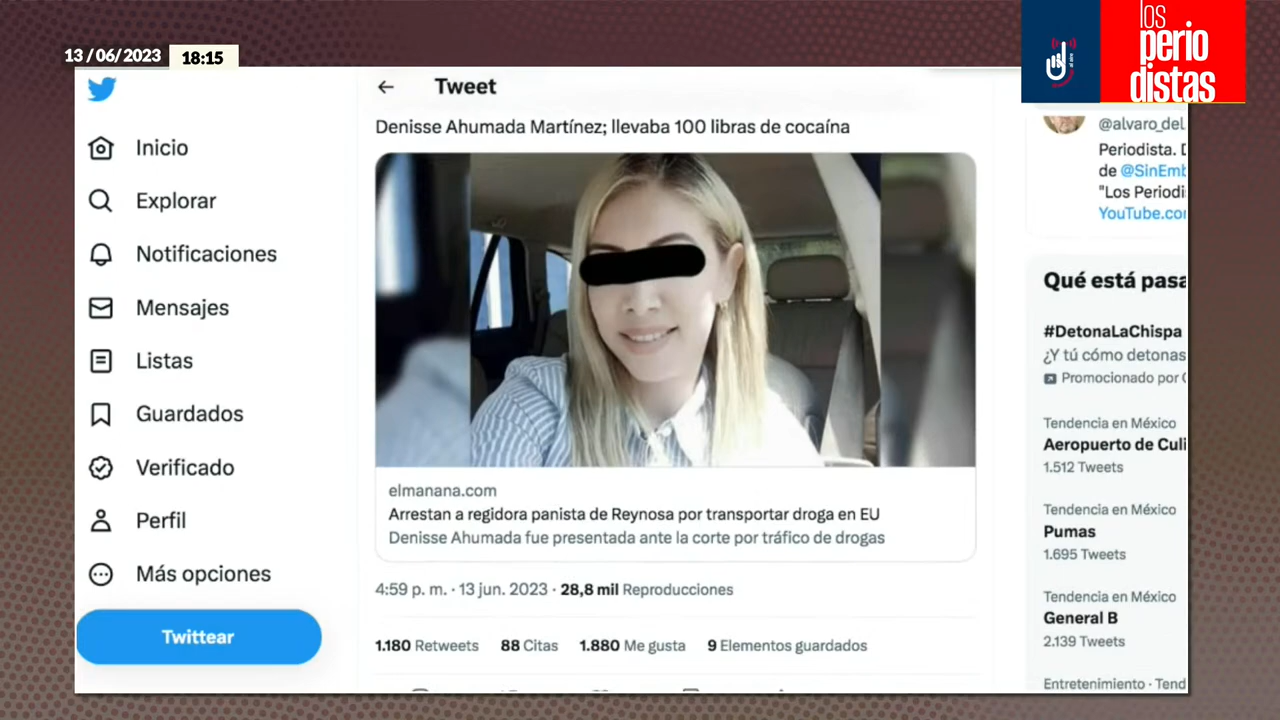 13/06/2023
18:15
los
perio
distas
al aire
Tweet
Inicio
Explorar
Notificaciones
Mensajes
Listas
Guardados
Verificado
Perfil
Más opciones
Twittear
Denisse Ahumada Martínez; llevaba 100 libras de cocaína
elmanana.com
Arrestan a regidora panista de Reynosa por transportar droga en EU
Denisse Ahumada fue presentada ante la corte por tráfico de drogas
4:59 p. m. · 13 jun. 2023 · 28,8 mil Reproducciones
1.180 Retweets 88 Citas 1.880 Me gusta 9 Elementos guardados
@alvaro_del
Periodista. D
de @SinEmb
"Los Periodi
YouTube.co
Qué está pasa
#DetonaLaChispa
¿Y tú cómo detonas
Promocionado por
Tendencia en México
Aeropuerto de Culi
1.512 Tweets
Tendencia en México
Pumas
1.695 Tweets
Tendencia en México
General B
2.139 Tweets
Entretenimiento · Tend